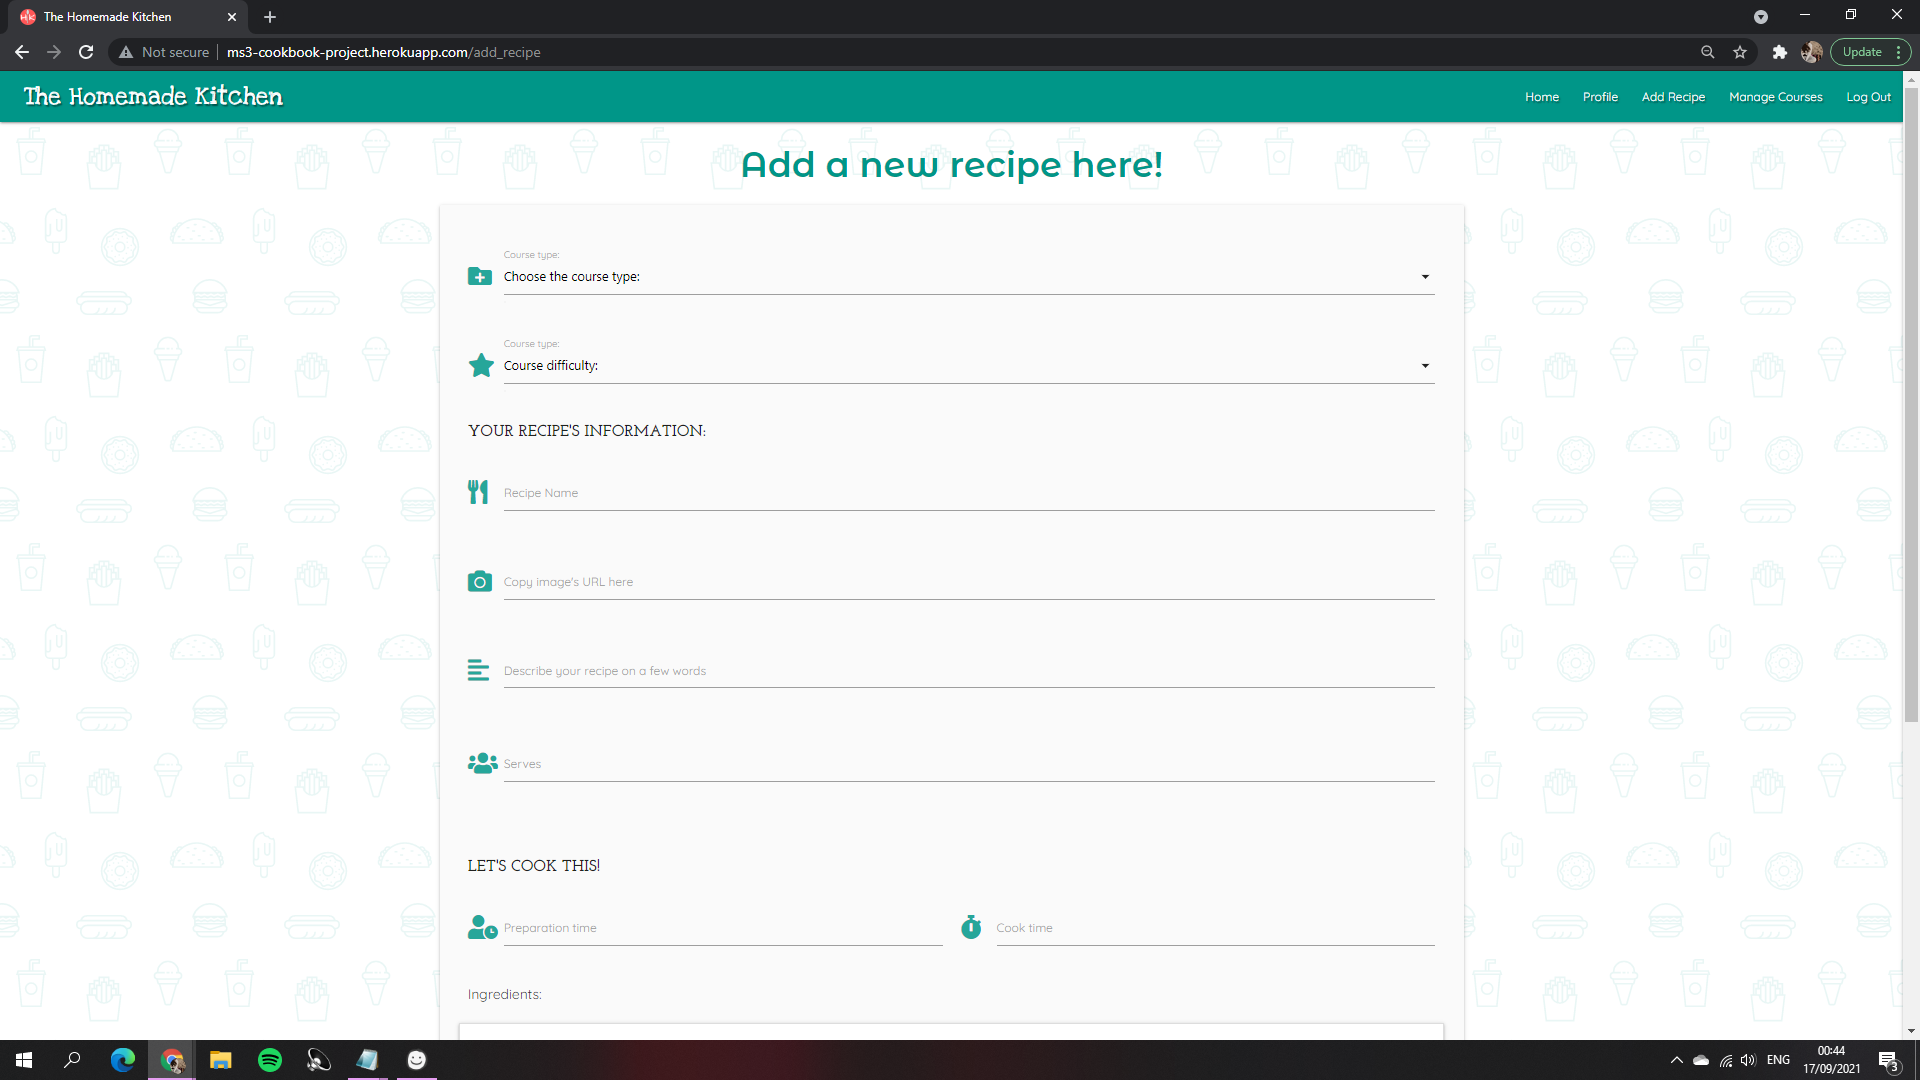 The Homemade Kitchen
Not secure ms3-cookbook-project.herokuapp.com/add_recipe
Update
The Homemade Kitchen
Home Profile Add Recipe Manage Courses Log Out
Add a new recipe here!
Course type:
Choose the course type:
Course type:
Course difficulty:
YOUR RECIPE'S INFORMATION:
Recipe Name
Copy image's URL here
Describe your recipe on a few words
Serves
LET'S COOK THIS!
Preparation time Cook time
Ingredients:
ENG
00:44
17/09/2021
3